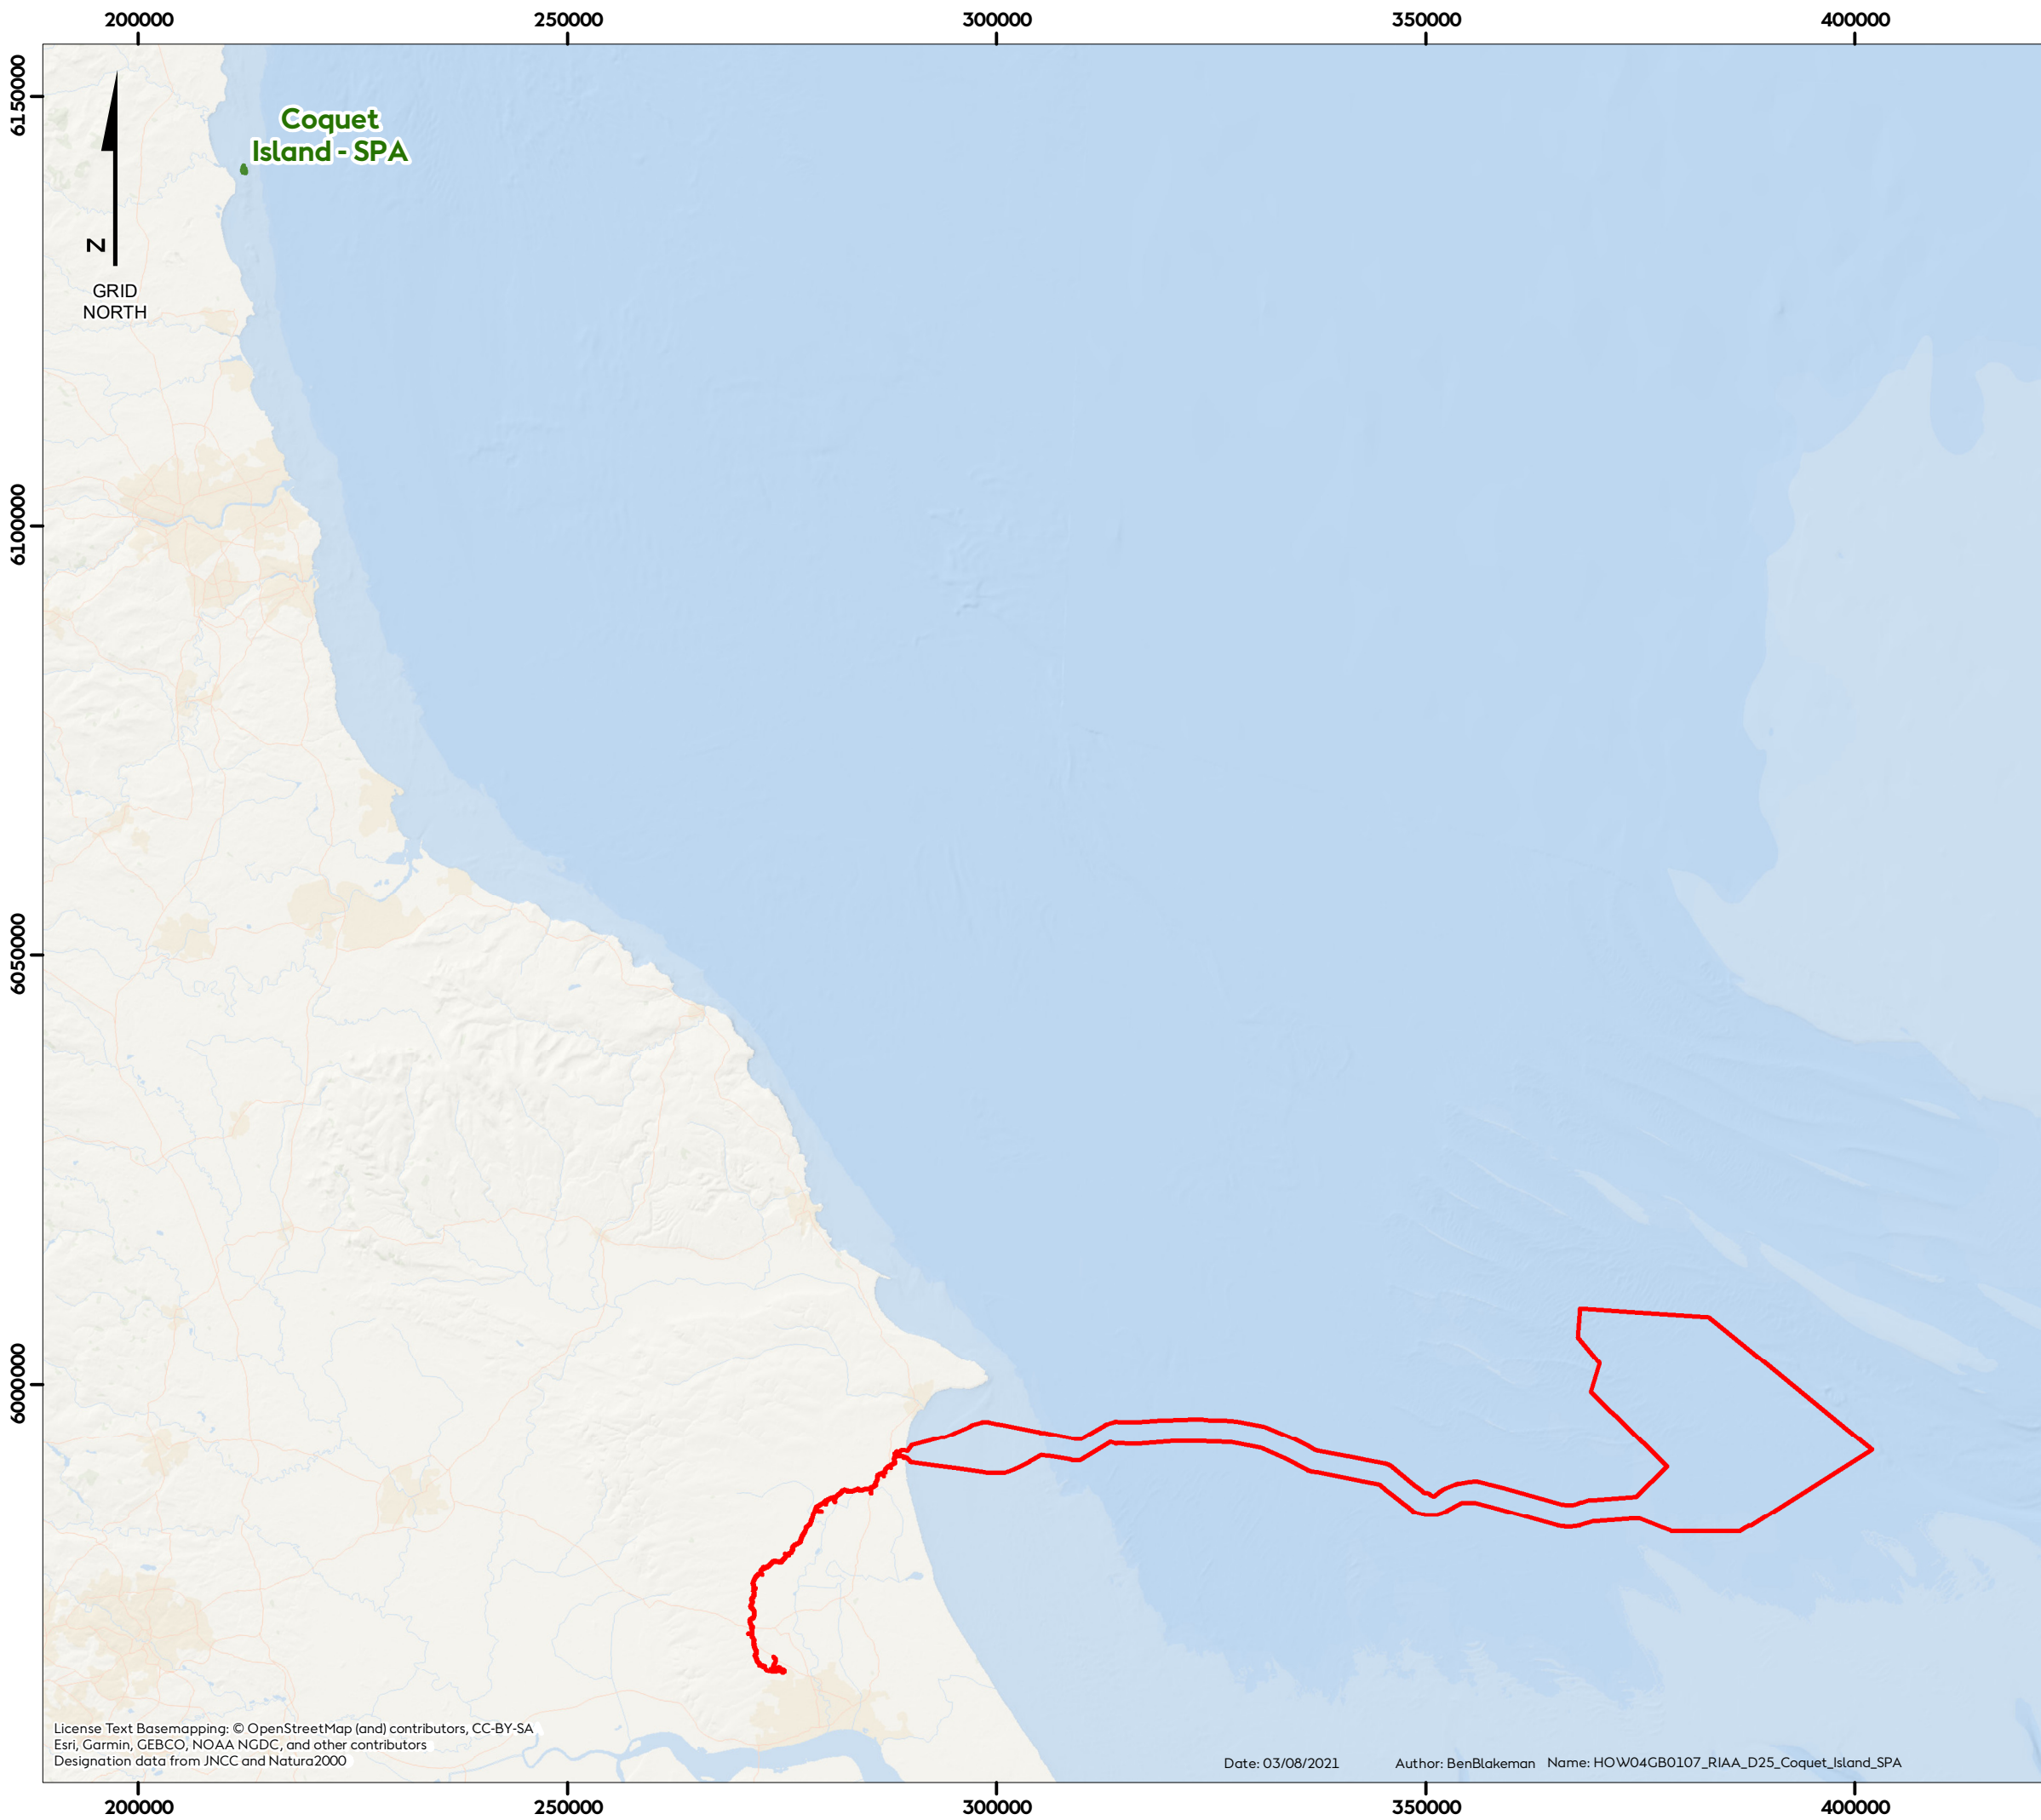 200000
250000
300000
350000
400000
6150000
6100000
6050000
6000000
Coquet
Island - SPA
N
GRID
NORTH
License Text Basemapping: © OpenStreetMap (and) contributors, CC-BY-SA
Esri, Garmin, GEBCO, NOAA NGDC, and other contributors
Designation data from JNCC and Natura2000
Date: 03/08/2021 Author: BenBlakeman Name: HOW04GB0107_RIAA_D25_Coquet_Island_SPA
200000
250000
300000
350000
400000